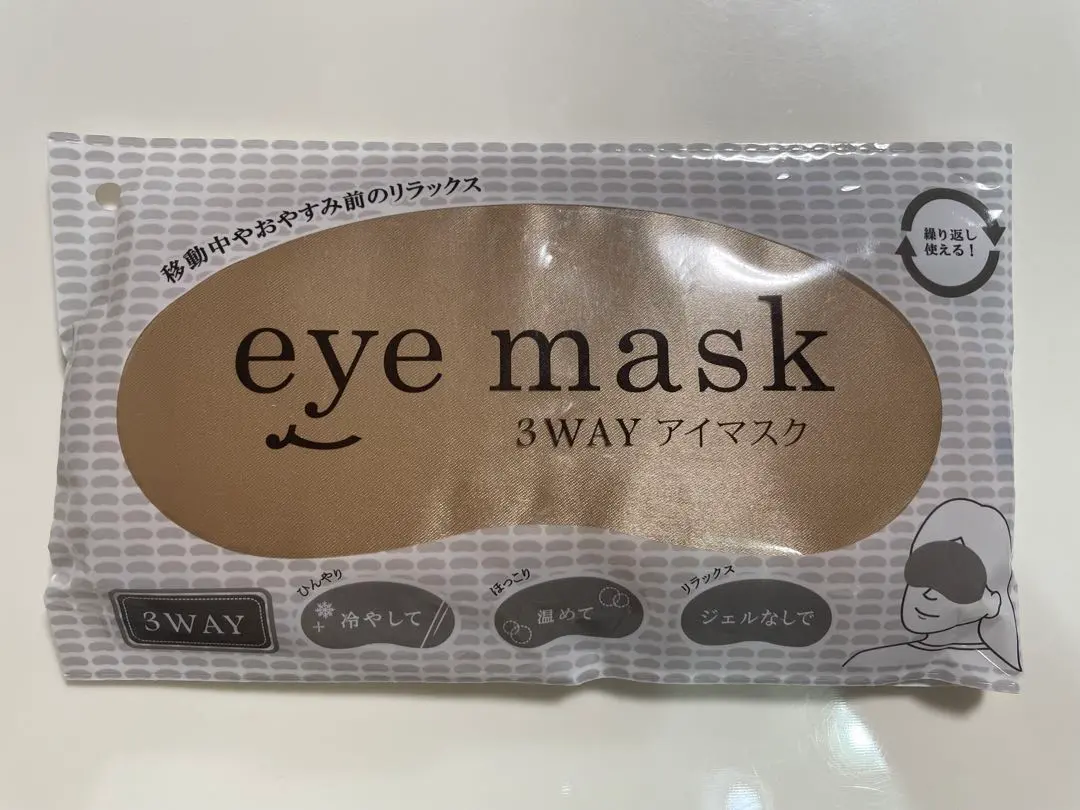 移動中やおやすみ前のリラックス
繰り返し
使える！
eye mask
3WAY アイマスク
3WAY
ひんやり
冷やして
ほっこり
温めて
リラックス
ジェルなしで